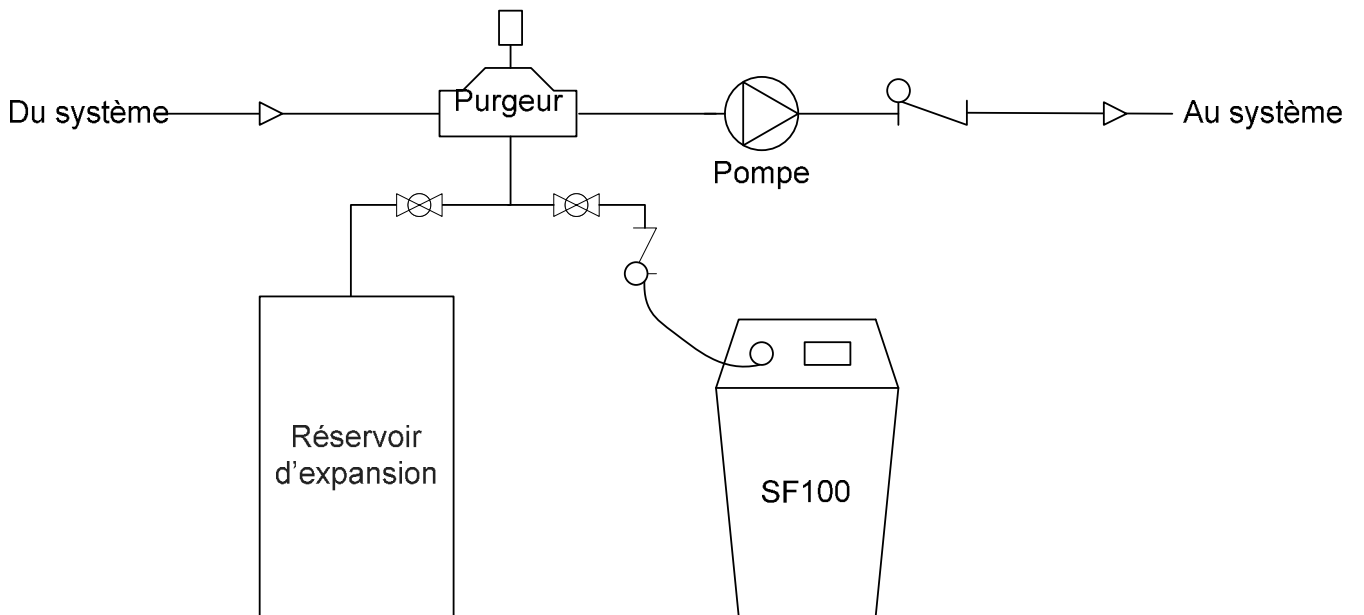 Du système
Purgeur
Au système
Pompe
Réservoir
d’expansion
SF100